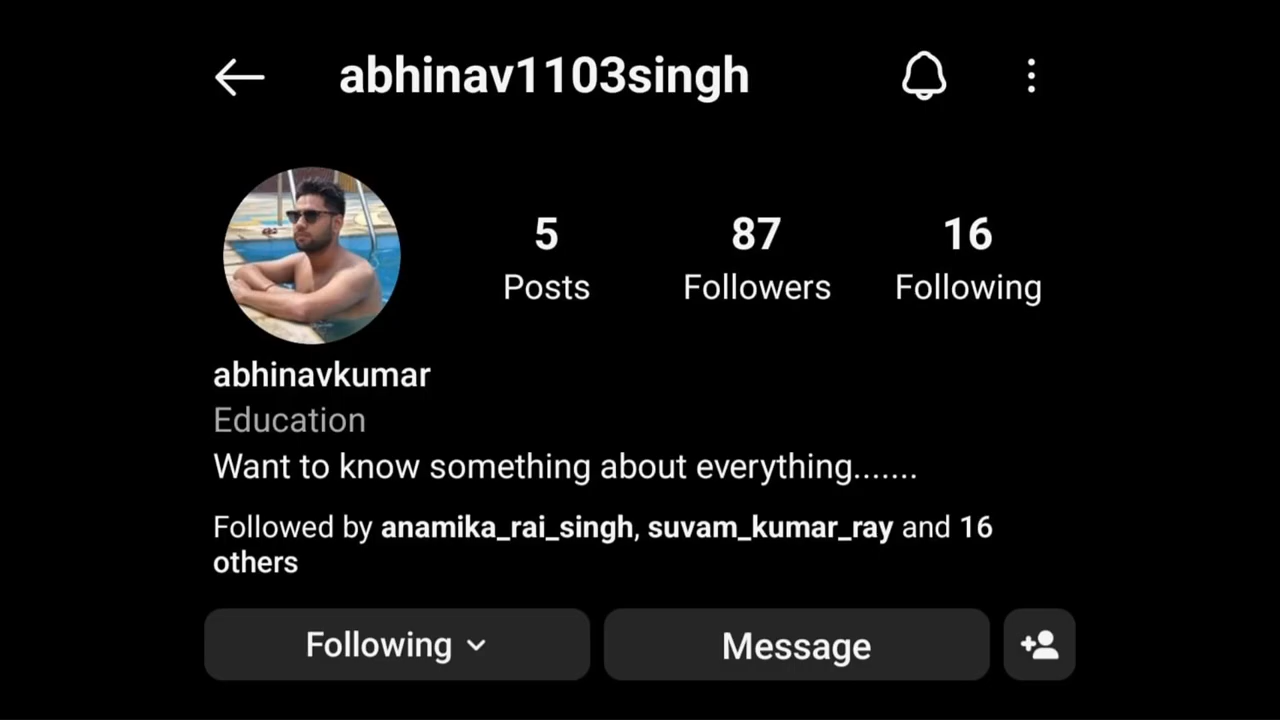 abhinav1103singh
5 87 16
Posts Followers Following
abhinavkumar
Education
Want to know something about everything.......
Followed by anamika_rai_singh, suvam_kumar_ray and 16
others
Following Message